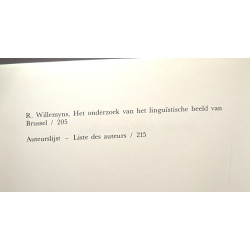 R. Willemyns, Het onderzoek van het linguïstische beeld van
Brussel / 205
Auteurslijst – Liste des auteurs / 215